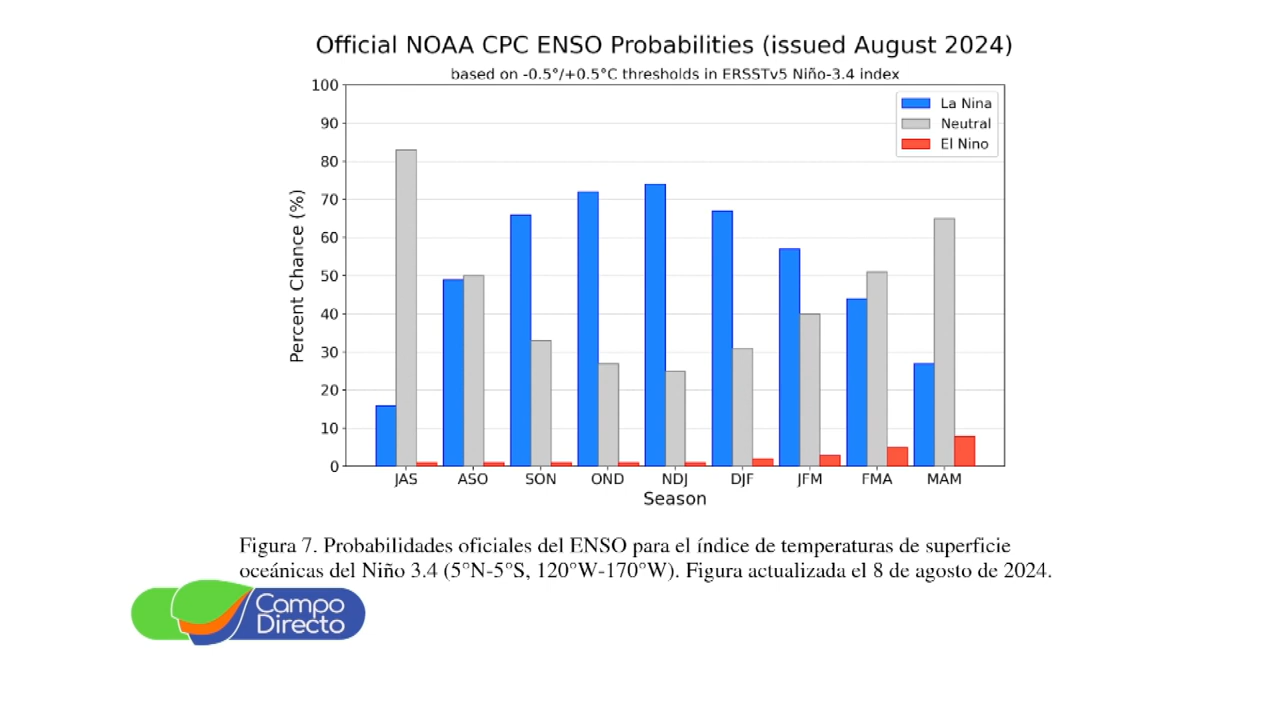 Official NOAA CPC ENSO Probabilities (issued August 2024)
based on -0.5°/+0.5°C thresholds in ERSSTv5 Niño-3.4 index
100
90
80
70
60
50
40
30
20
10
0
Percent Chance (%)
La Nina
Neutral
El Nino
JAS ASO SON OND NDJ DJF JFM FMA MAM
Season
Figura 7. Probabilidades oficiales del ENSO para el índice de temperaturas de superficie
oceánicas del Niño 3.4 (5°N-5°S, 120°W-170°W). Figura actualizada el 8 de agosto de 2024.
Campo
Directo